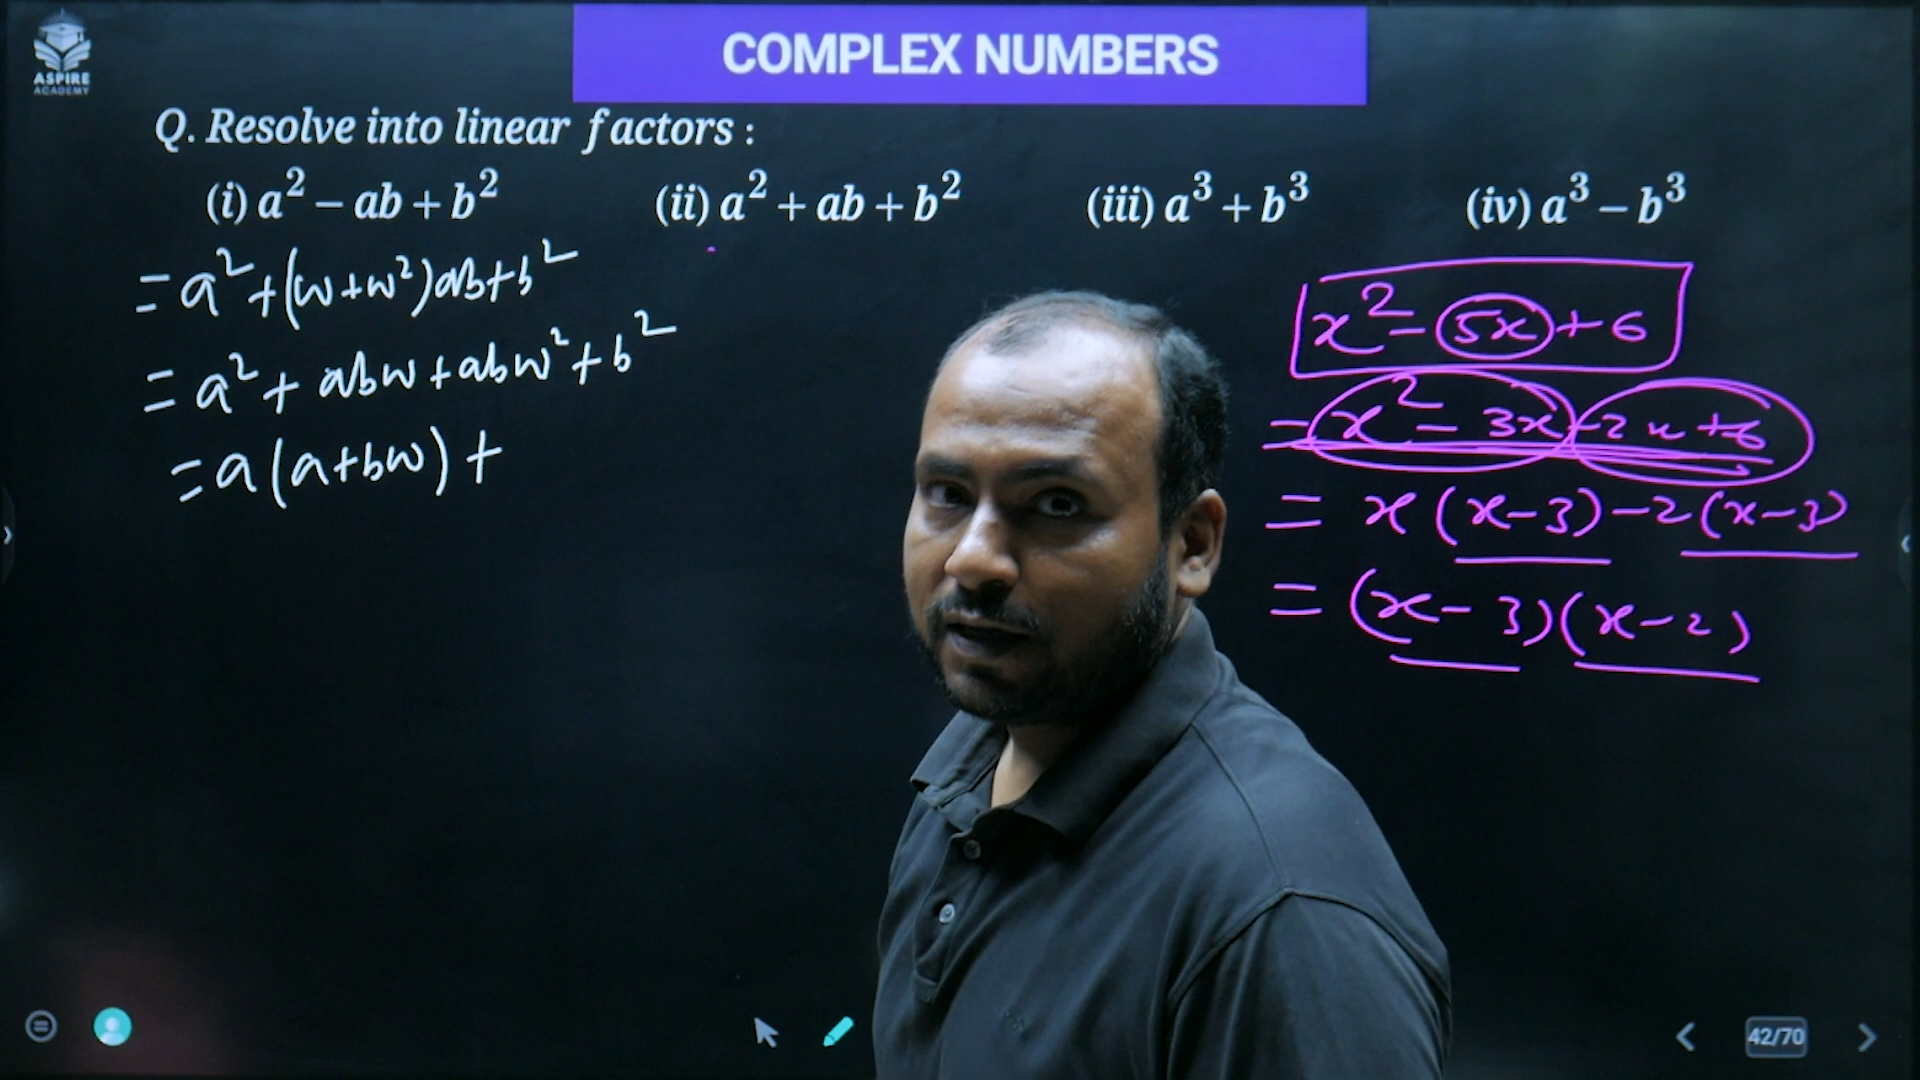 ASPIRE
ACADEMY
COMPLEX NUMBERS
Q. Resolve into linear factors :
(i) a² − ab + b²
(ii) a² + ab + b²
(iii) a³ + b³
(iv) a³ − b³
= a² + (w + w²)ab + b²
= a² + abw + abw² + b²
= a(a + bw) +
x² − 5x + 6
= x² − 3x − 2x + 6
= x (x − 3) − 2 (x − 3)
= (x − 3)(x − 2)
42/70